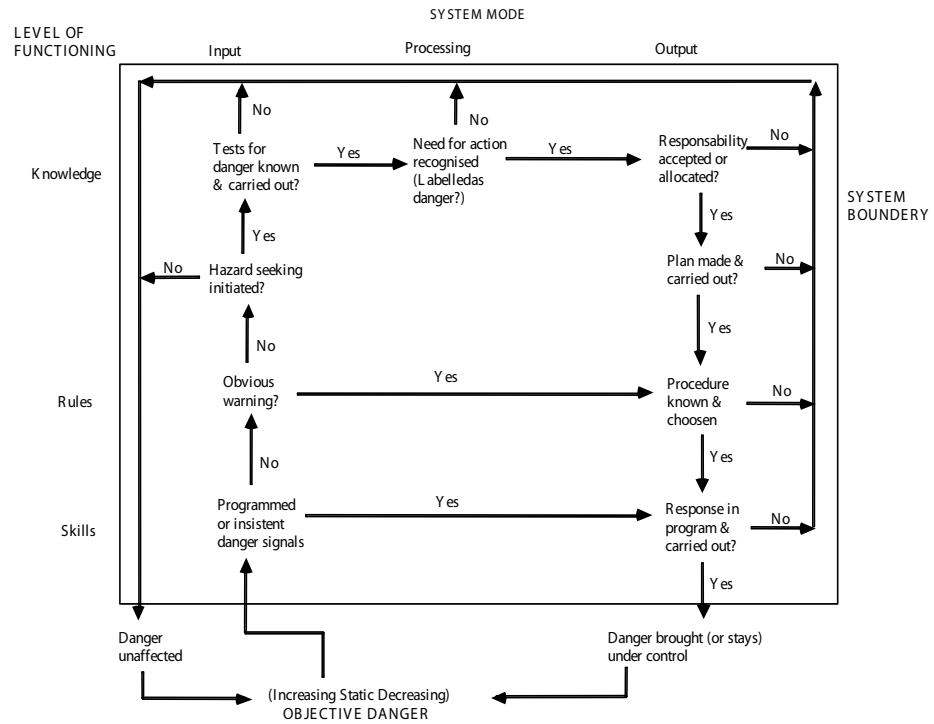 SYSTEM MODE
LEVEL OF
FUNCTIONING
Input
Processing
Output
No
No
Tests for
danger known
& carried out?
Yes
Need for action
recognised
(Labelledas
danger?)
Yes
Responsability
accepted or
allocated?
No
Knowledge
Yes
Yes
SYSTEM
BOUNDERY
No
Hazard seeking
initiated?
Plan made &
carried out?
No
No
Yes
Rules
Obvious
warning?
Yes
Procedure
known &
choosen
No
No
Yes
Skills
Programmed
or insistent
danger signals
Yes
Response in
program &
carried out?
No
Yes
Danger
unaffected
Danger brought (or stays)
under control
(Increasing Static Decreasing)
OBJECTIVE DANGER